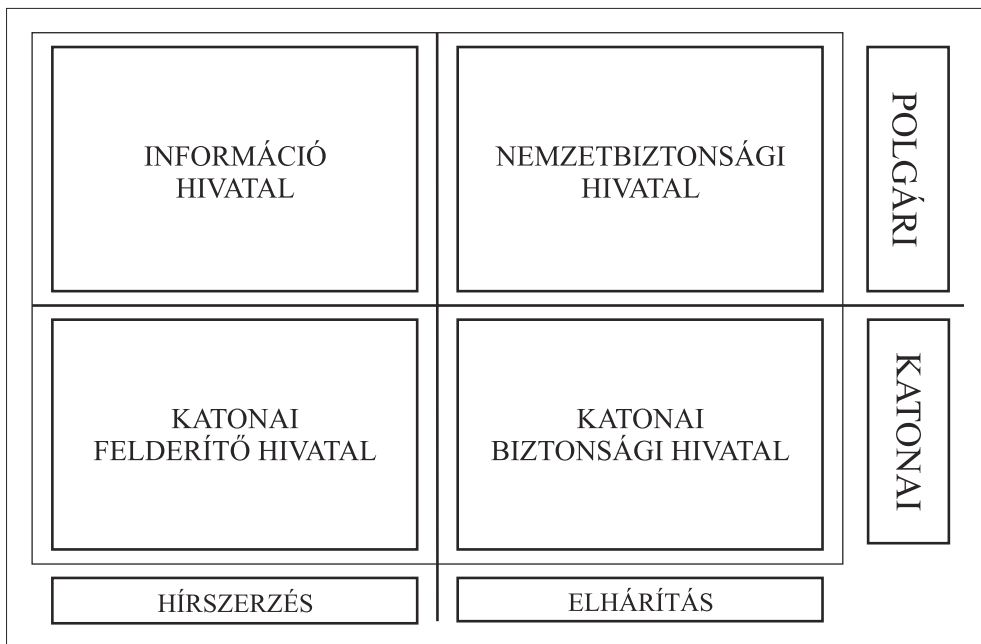 INFORMÁCIÓ
HIVATAL
NEMZETBIZTONSÁGI
HIVATAL
POLGÁRI
KATONAI
FELDERÍTŐ HIVATAL
KATONAI
BIZTONSÁGI HIVATAL
KATONAI
HÍRSZERZÉS
ELHÁRÍTÁS